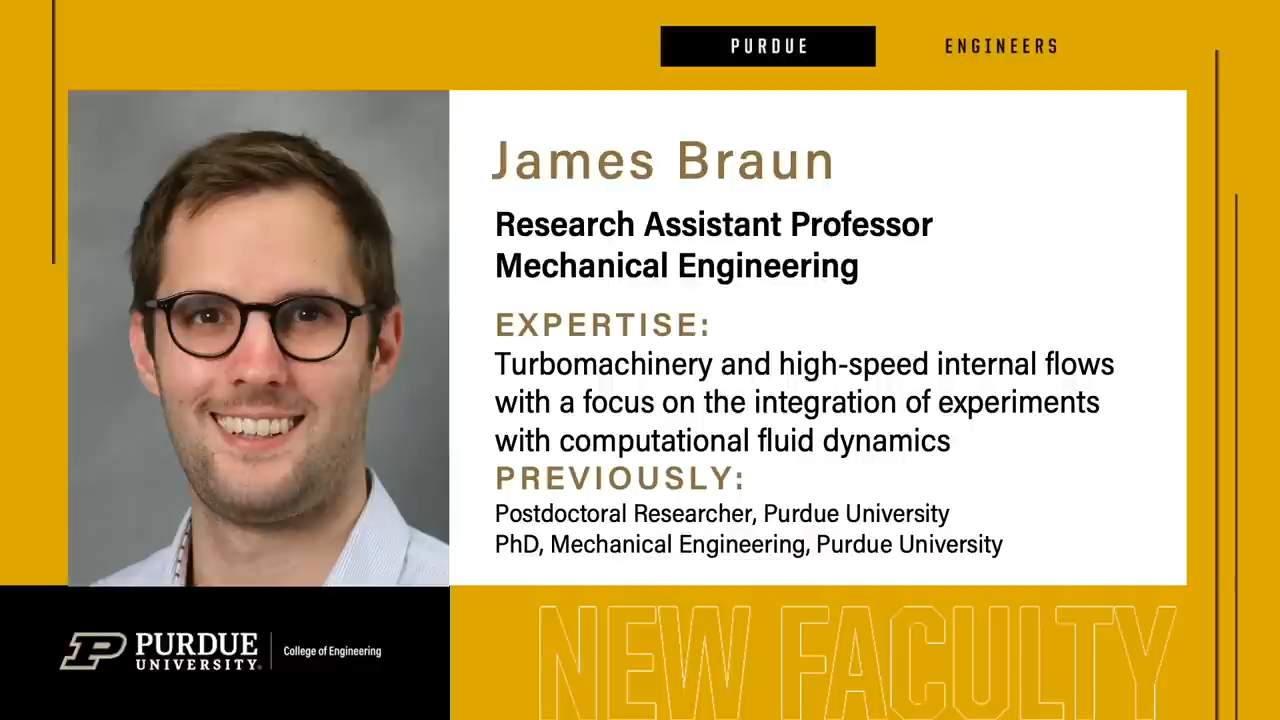 PURDUE ENGINEERS
James Braun
Research Assistant Professor
Mechanical Engineering
EXPERTISE:
Turbomachinery and high-speed internal flows
with a focus on the integration of experiments
with computational fluid dynamics
PREVIOUSLY:
Postdoctoral Researcher, Purdue University
PhD, Mechanical Engineering, Purdue University
PURDUE
UNIVERSITY®
College of Engineering
NEW FACULTY